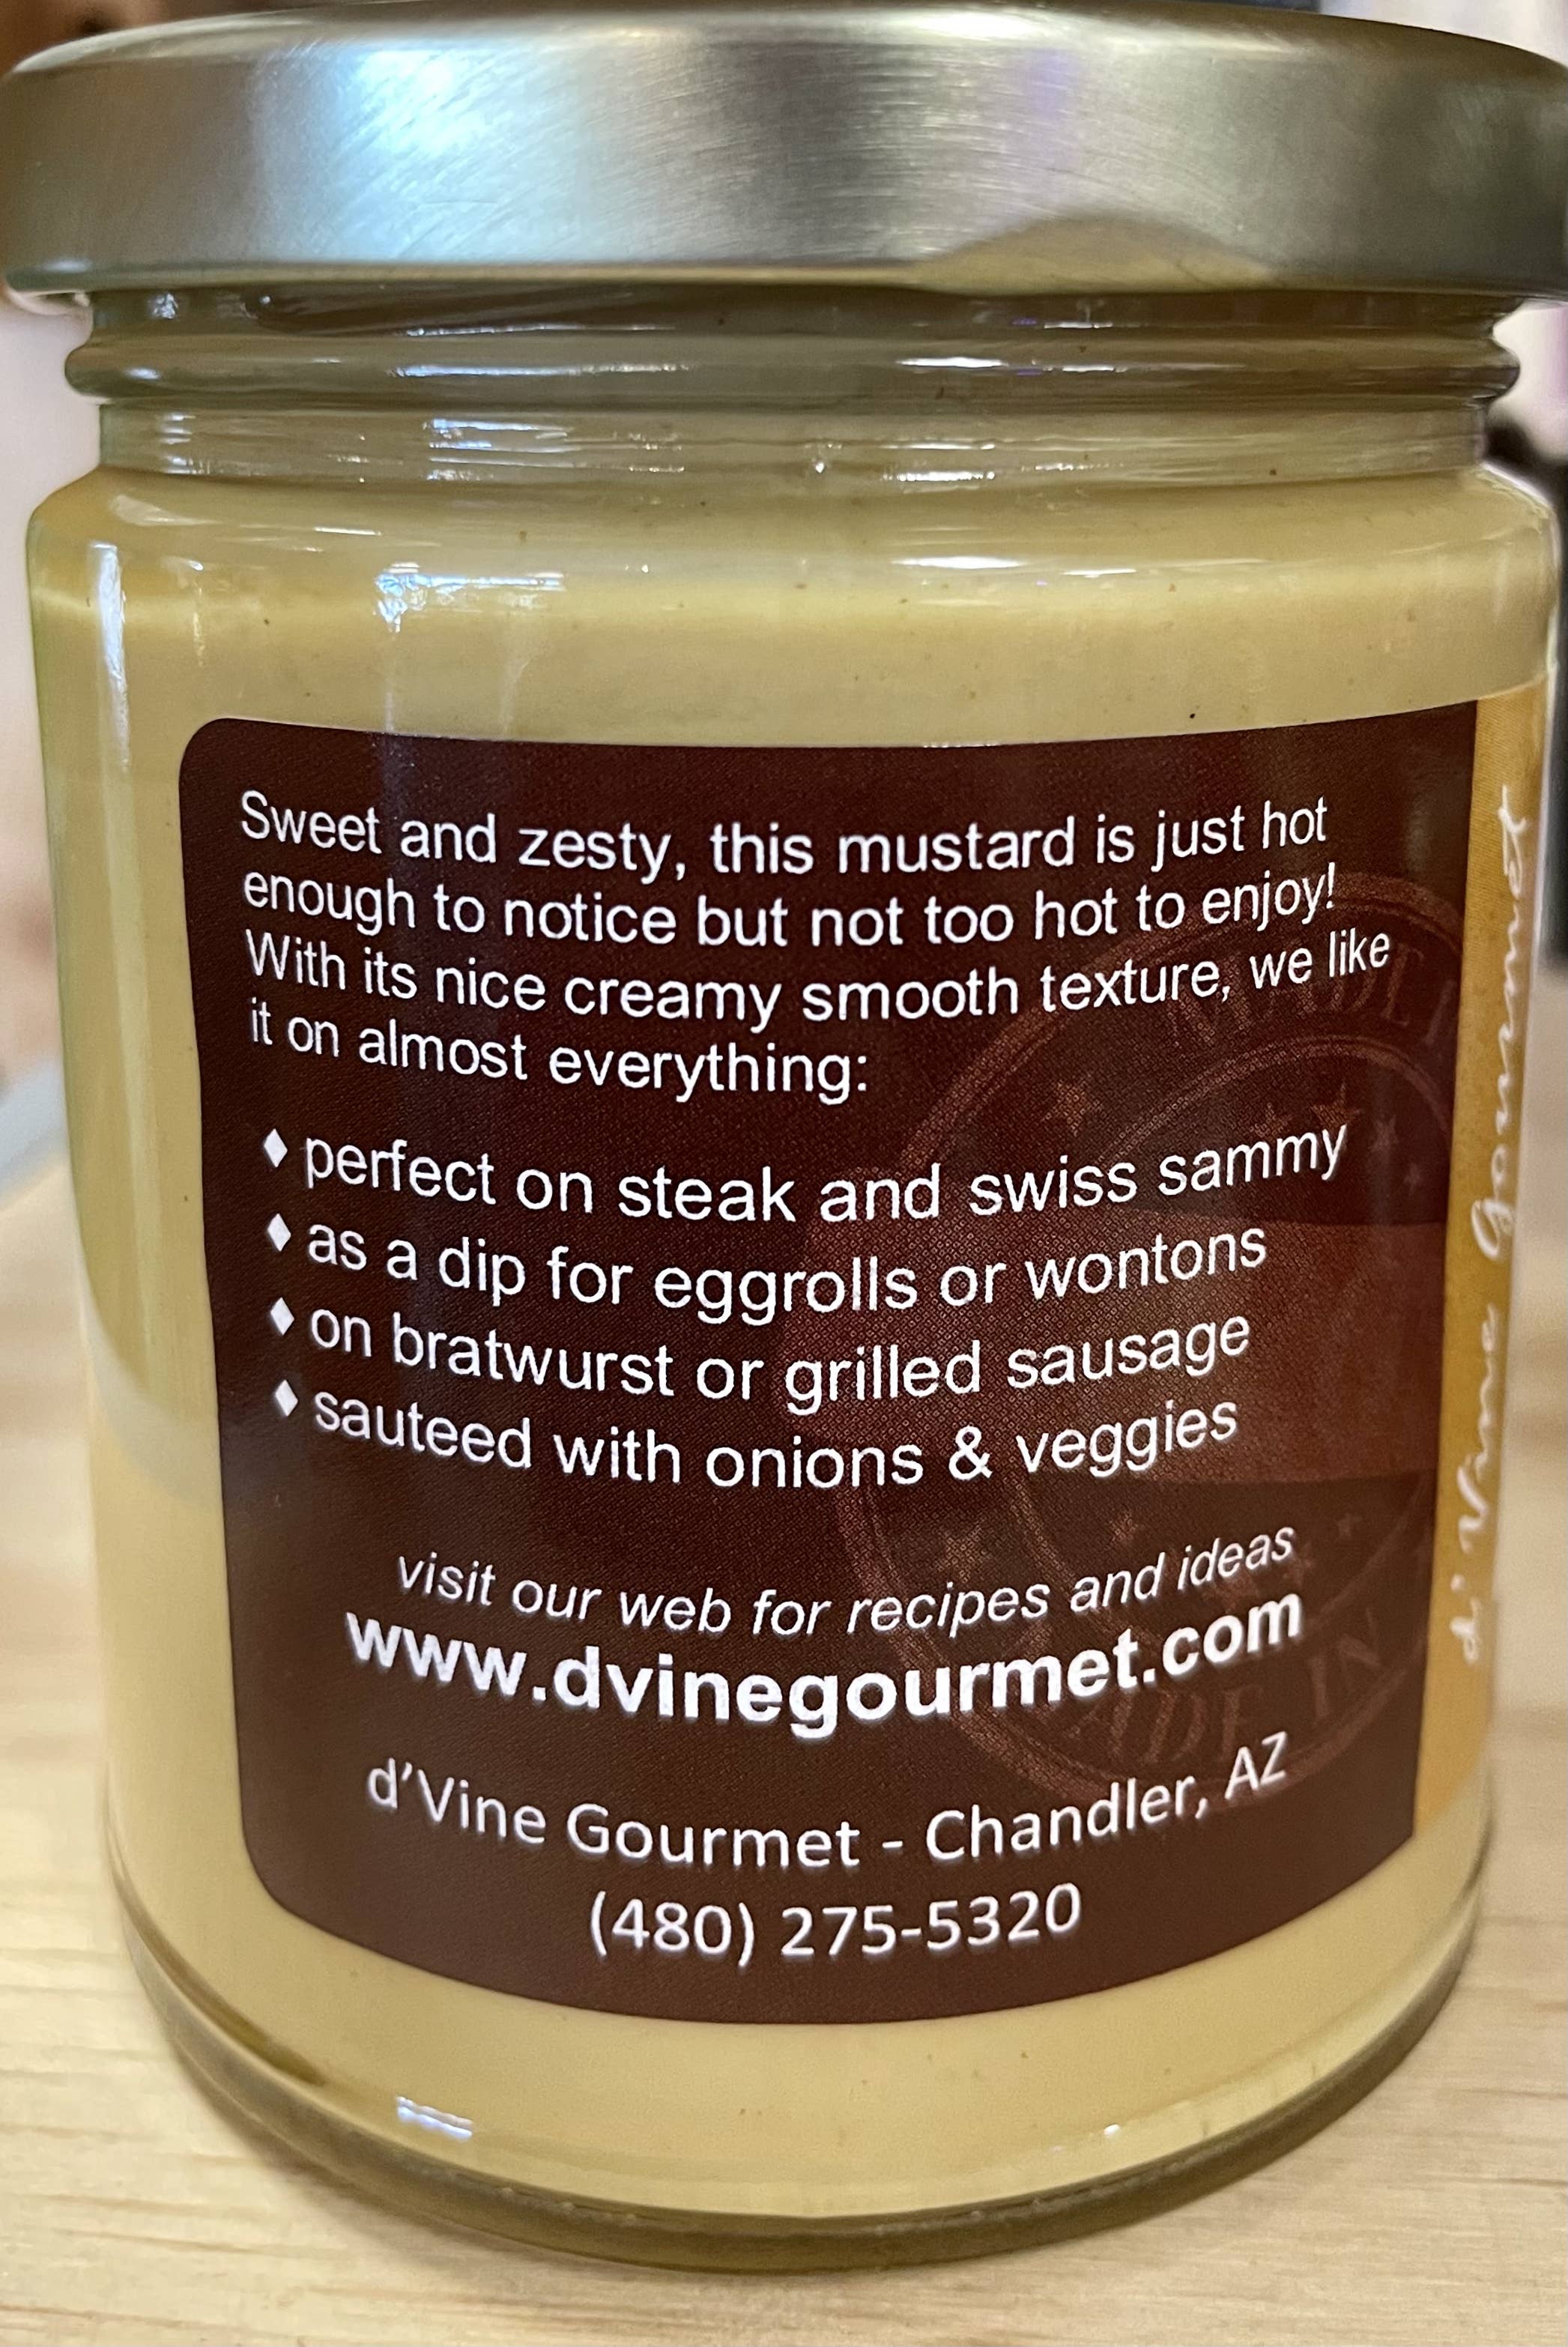 Sweet and zesty, this mustard is just hot
enough to notice but not too hot to enjoy!
With its nice creamy smooth texture, we like
it on almost everything:
♦ perfect on steak and swiss sammy
♦ as a dip for eggrolls or wontons
♦ on bratwurst or grilled sausage
♦ sauteed with onions & veggies
visit our web for recipes and ideas
www.dvinegourmet.com
d'Vine Gourmet - Chandler, AZ
(480) 275-5320
d'Vine Gourmet